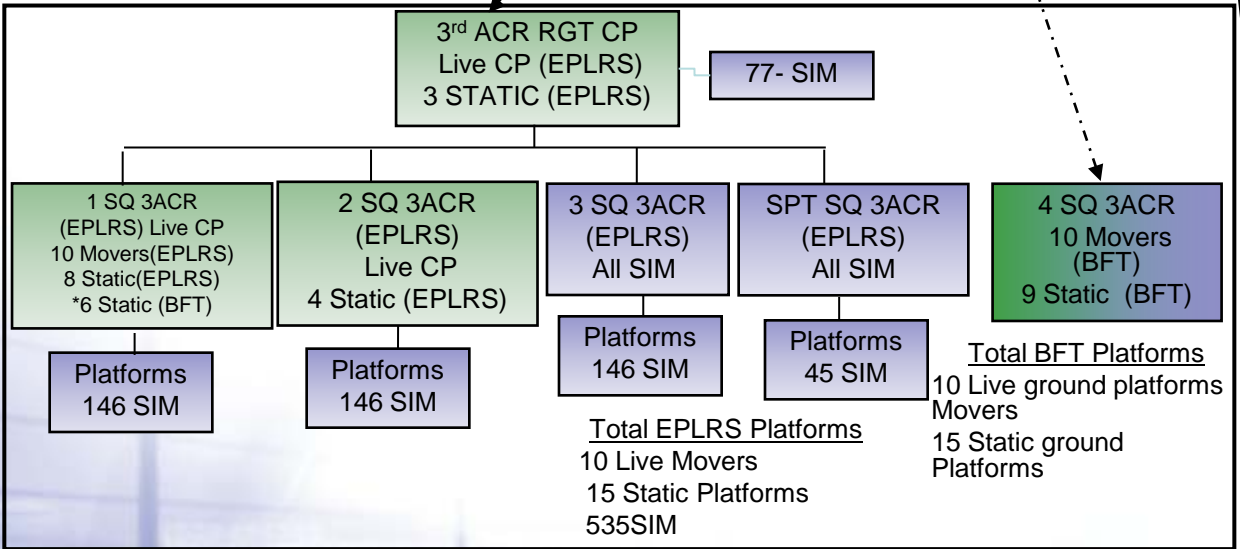 3rd ACR RGT CP
Live CP (EPLRS)
3 STATIC (EPLRS)
77- SIM
1 SQ 3ACR
(EPLRS) Live CP
10 Movers(EPLRS)
8 Static(EPLRS)
*6 Static (BFT)
2 SQ 3ACR
(EPLRS)
Live CP
4 Static (EPLRS)
3 SQ 3ACR
(EPLRS)
All SIM
SPT SQ 3ACR
(EPLRS)
All SIM
4 SQ 3ACR
10 Movers
(BFT)
9 Static (BFT)
Platforms
146 SIM
Platforms
146 SIM
Platforms
146 SIM
Platforms
45 SIM
Total EPLRS Platforms
10 Live Movers
15 Static Platforms
535SIM
Total BFT Platforms
10 Live ground platforms
Movers
15 Static ground
Platforms